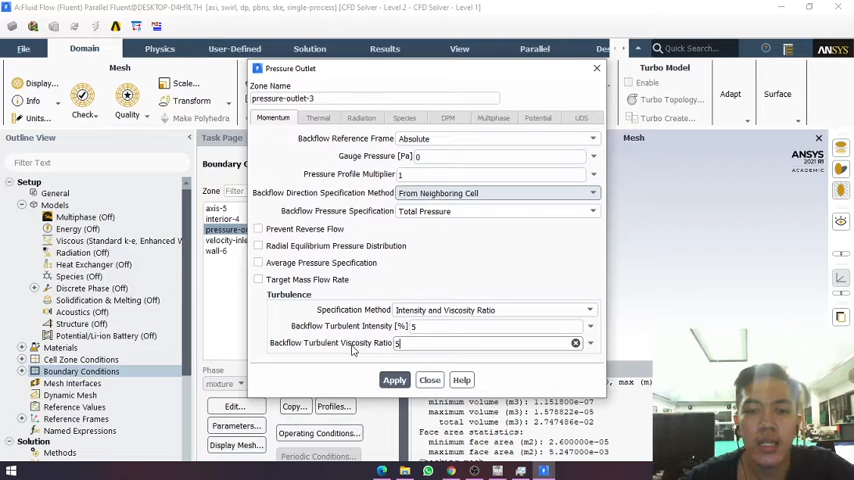 A:Fluid Flow (Fluent) Parallel Fluent@DESKTOP-D4H9L7H [axi, swirl, dp, pbns, ske, single-process] [CFD Solver - Level 2 - CFD Solver - Level 1]
File
Domain
Physics
User-Defined
Solution
Results
View
Parallel
Des
Quick Search...
ANSYS
Mesh
Display...
Info
Units...
Check
Quality
Scale...
Transform
Make Polyhedra
Turbo Model
Enable
Turbo Topology...
Adapt
Surface
Outline View
Filter Text
Setup
General
Models
Multiphase (Off)
Energy (Off)
Viscous (Standard k-e, Enhanced W
Radiation (Off)
Heat Exchanger (Off)
Species (Off)
Discrete Phase (Off)
Solidification & Melting (Off)
Acoustics (Off)
Structure (Off)
Potential/Li-ion Battery (Off)
Materials
Cell Zone Conditions
Boundary Conditions
Mesh Interfaces
Dynamic Mesh
Reference Values
Reference Frames
Named Expressions
Solution
Methods
Task Page
Boundary Cond
Zone
Filter
axis-5
interior-4
pressure-ou
velocity-inle
wall-6
Phase
mixture
Edit...
Copy...
Profiles...
Parameters...
Operating Conditions...
Display Mesh...
Periodic Conditions...
Pressure Outlet
Zone Name
pressure-outlet-3
Momentum
Thermal
Radiation
Species
DPM
Multiphase
Potential
UDS
Backflow Reference Frame Absolute
Gauge Pressure [Pa] 0
Pressure Profile Multiplier 1
Backflow Direction Specification Method From Neighboring Cell
Backflow Pressure Specification Total Pressure
Prevent Reverse Flow
Radial Equilibrium Pressure Distribution
Average Pressure Specification
Target Mass Flow Rate
Turbulence
Specification Method Intensity and Viscosity Ratio
Backflow Turbulent Intensity [%] 5
Backflow Turbulent Viscosity Ratio 5
Apply
Close
Help
Mesh
ANSYS
2021 R1
max (m)
minimum volume (m3): 1.151800e-07
maximum volume (m3): 1.578822e-05
total volume (m3): 2.747486e-02
Face area statistics:
minimum face area (m2): 2.600000e-05
maximum face area (m2): 5.247000e-03